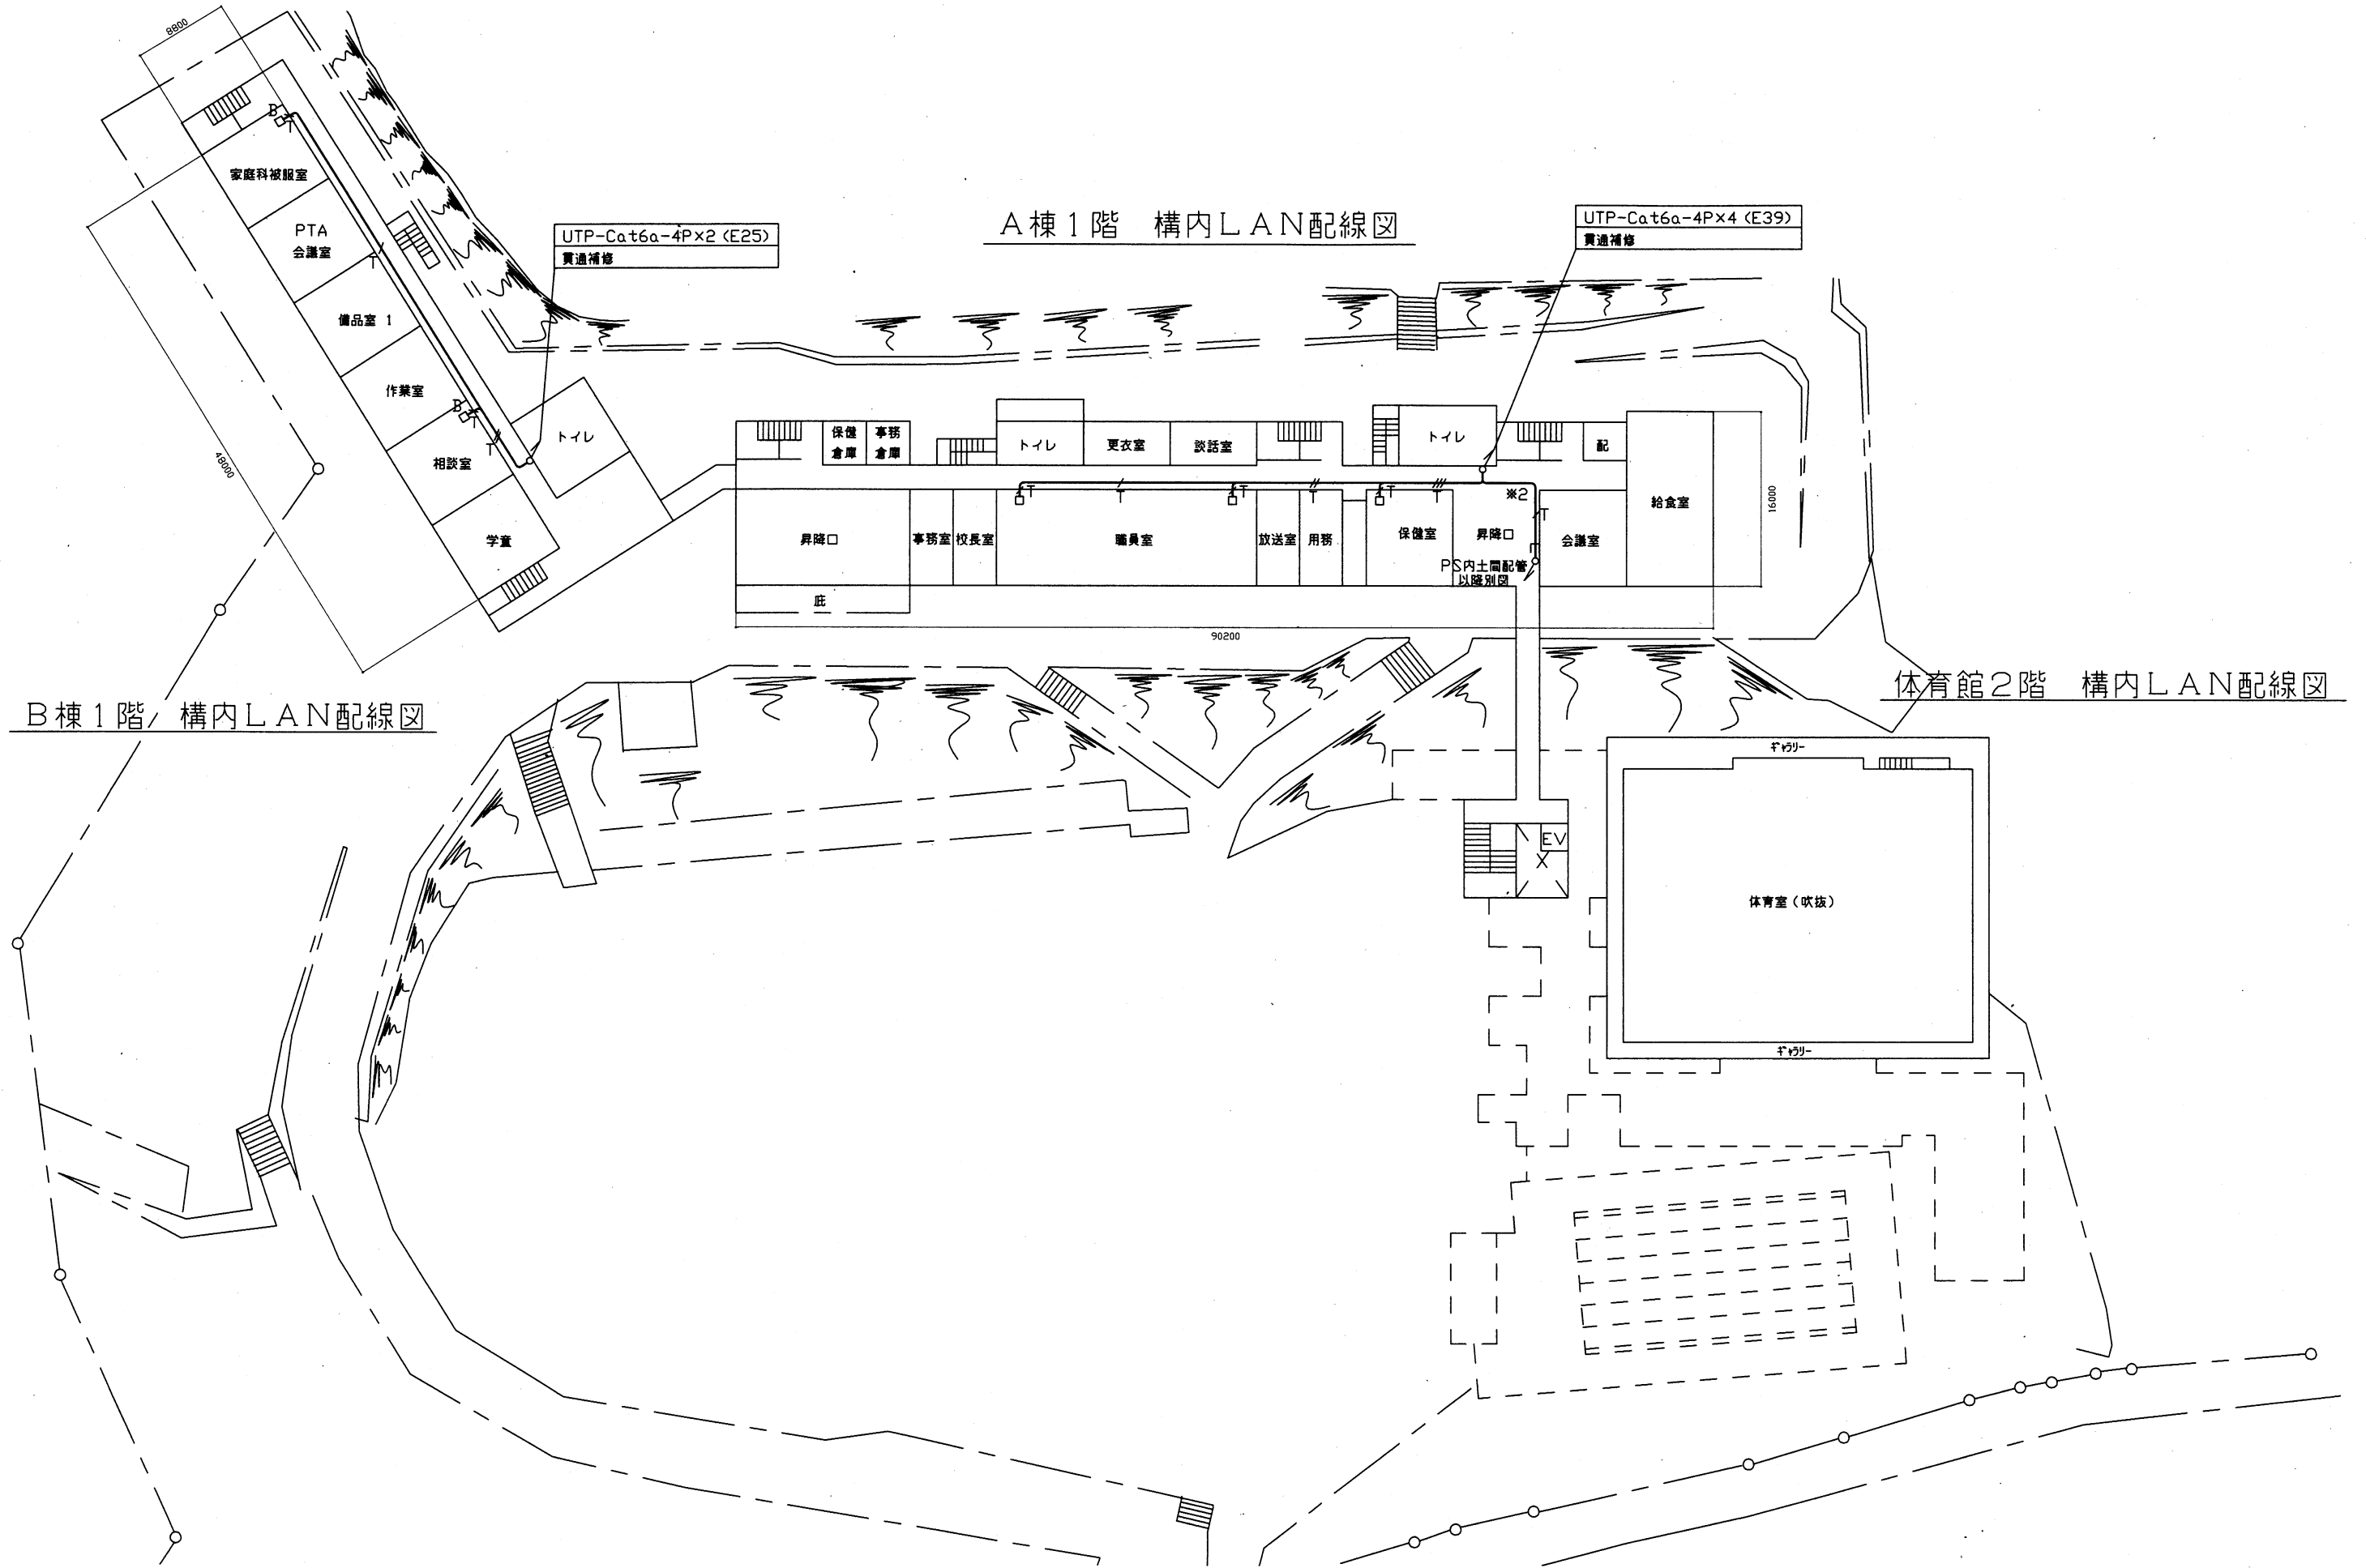 8800
B
家庭科被服室
PTA
会議室
T
備品室 1
作業室
B
T
T
相談室
学童
トイレ
48000
UTP-Cat6a-4P×2 (E25)
貫通補修
A棟1階 構内LAN配線図
UTP-Cat6a-4P×4 (E39)
貫通補修
保健
倉庫
事務
倉庫
トイレ
更衣室
談話室
トイレ
配
給食室
16000
T
T
T
T
T
※2
T
昇降口
事務室
校長室
職員室
放送室
用務
保健室
昇降口
会議室
PS内土間配管
以降別図
庇
90200
B棟1階 構内LAN配線図
体育館2階 構内LAN配線図
ギャラリー
EV
体育室(吹抜)
ギャラリー